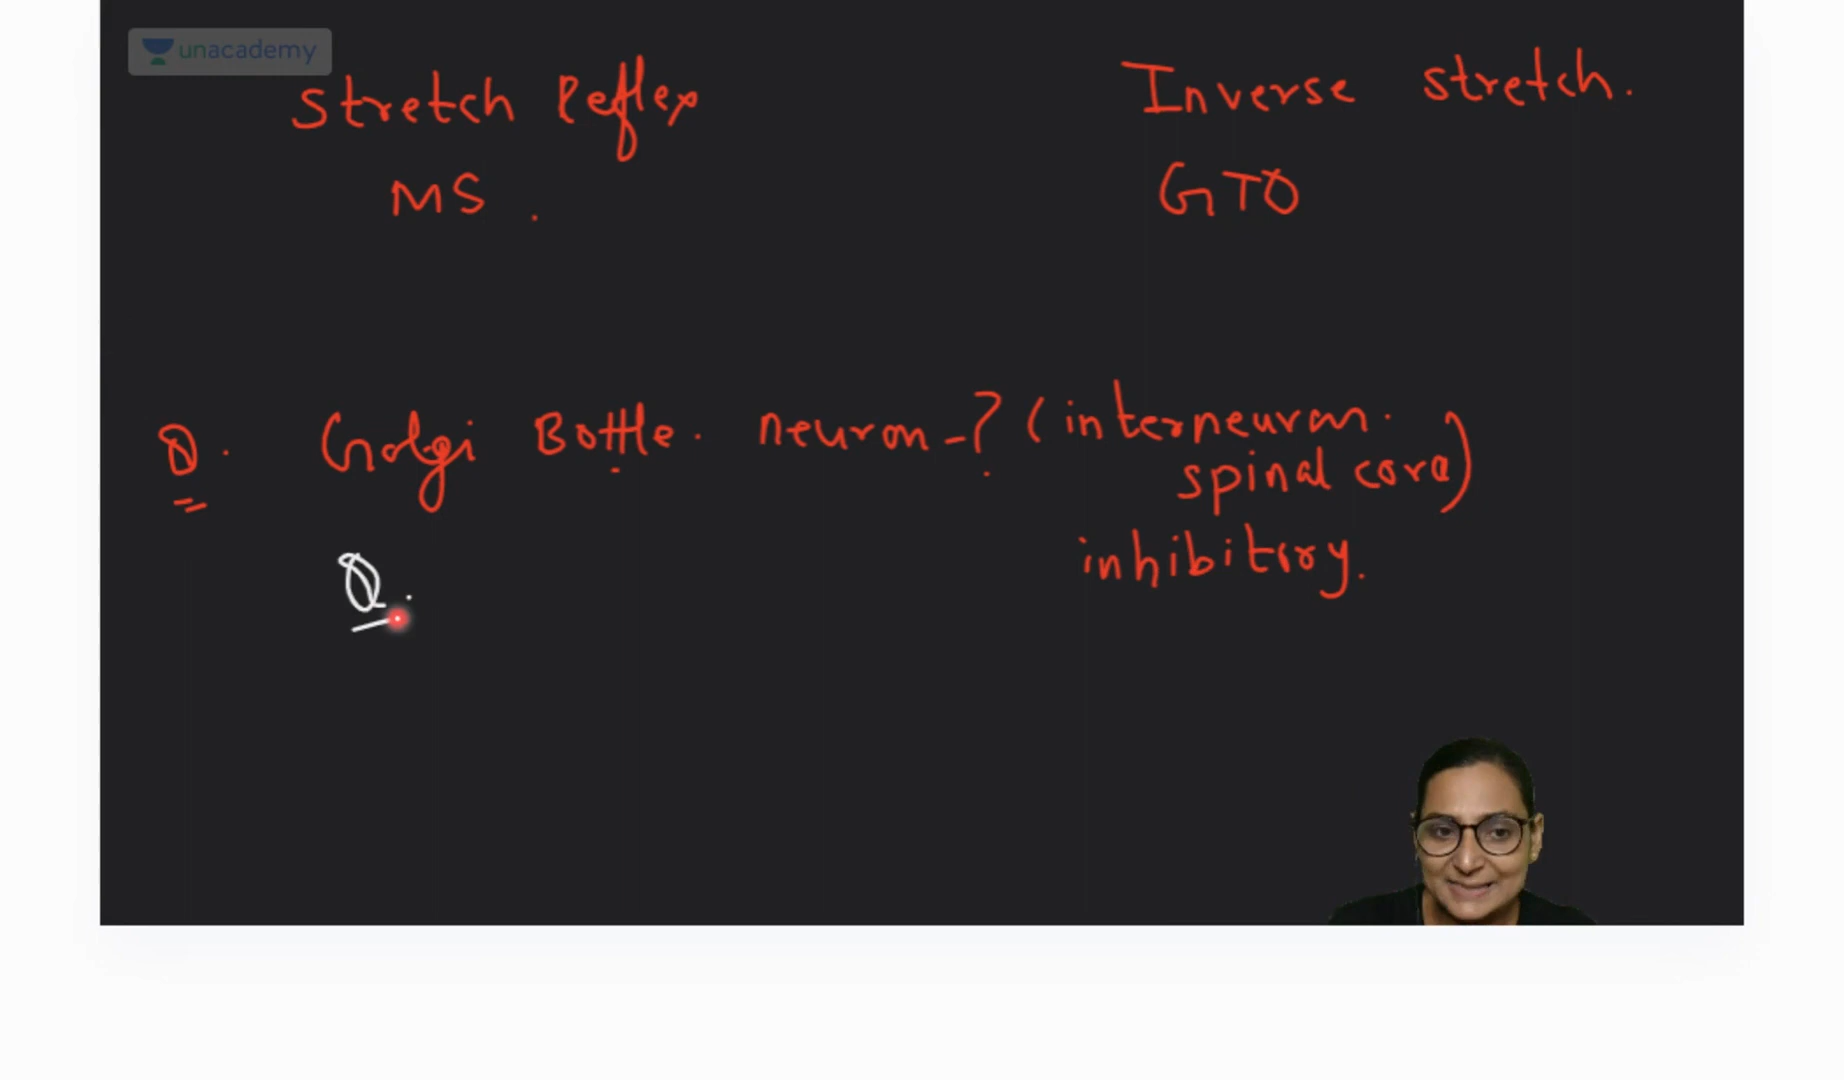 unacademy
Stretch Reflex
Inverse stretch.
MS.
GTO
Q. Golgi Bottle. neuron-? (interneuron.
spinal cord)
inhibitory.
Q.